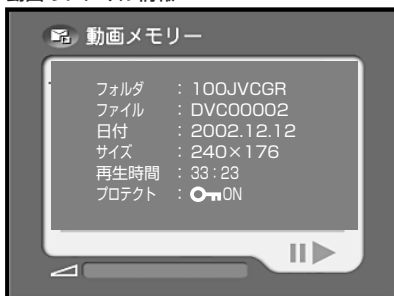 動画メモリー
フォルダ : 100JVCGR
ファイル : DVC00002
日付 : 2002.12.12
サイズ : 240×176
再生時間 : 33:23
プロテクト : ON